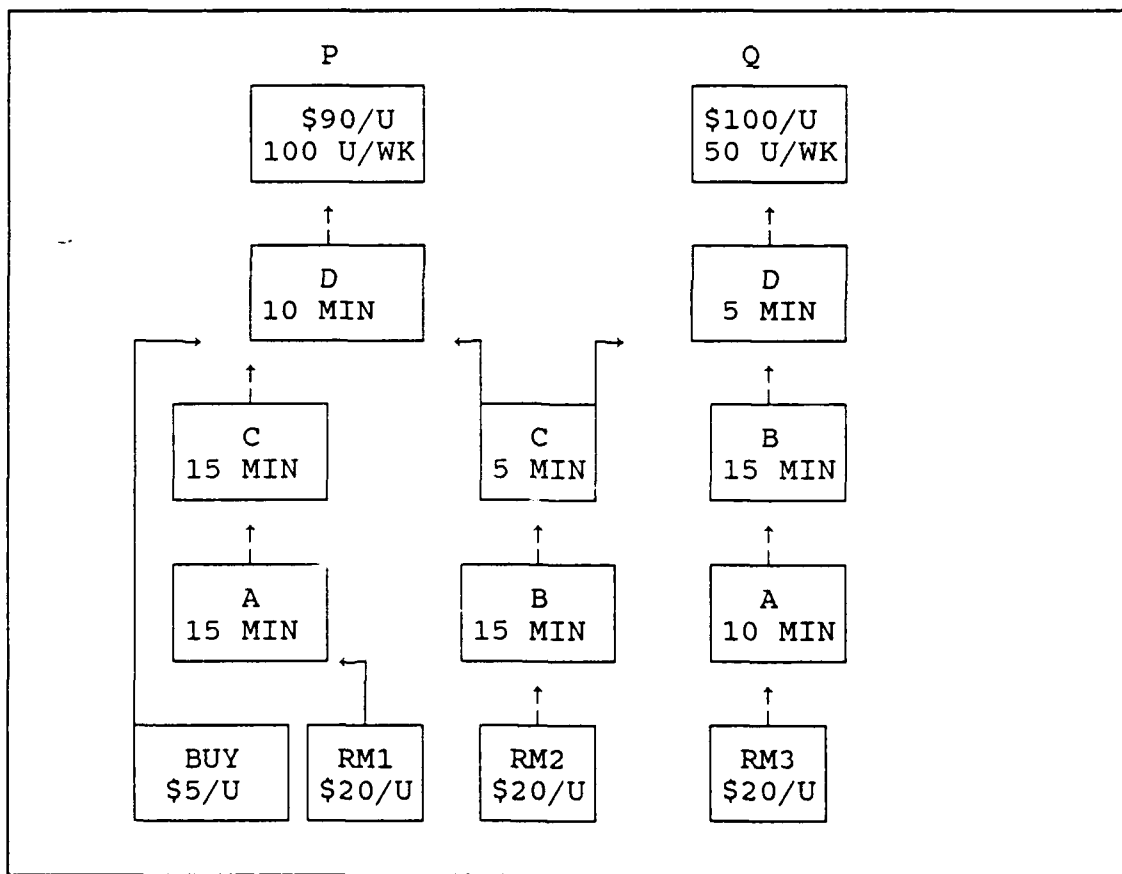 P
Q
$90/U
100 U/WK
$100/U
50 U/WK
D
10 MIN
D
5 MIN
C
15 MIN
C
5 MIN
B
15 MIN
A
15 MIN
B
15 MIN
A
10 MIN
BUY
$5/U
RM1
$20/U
RM2
$20/U
RM3
$20/U